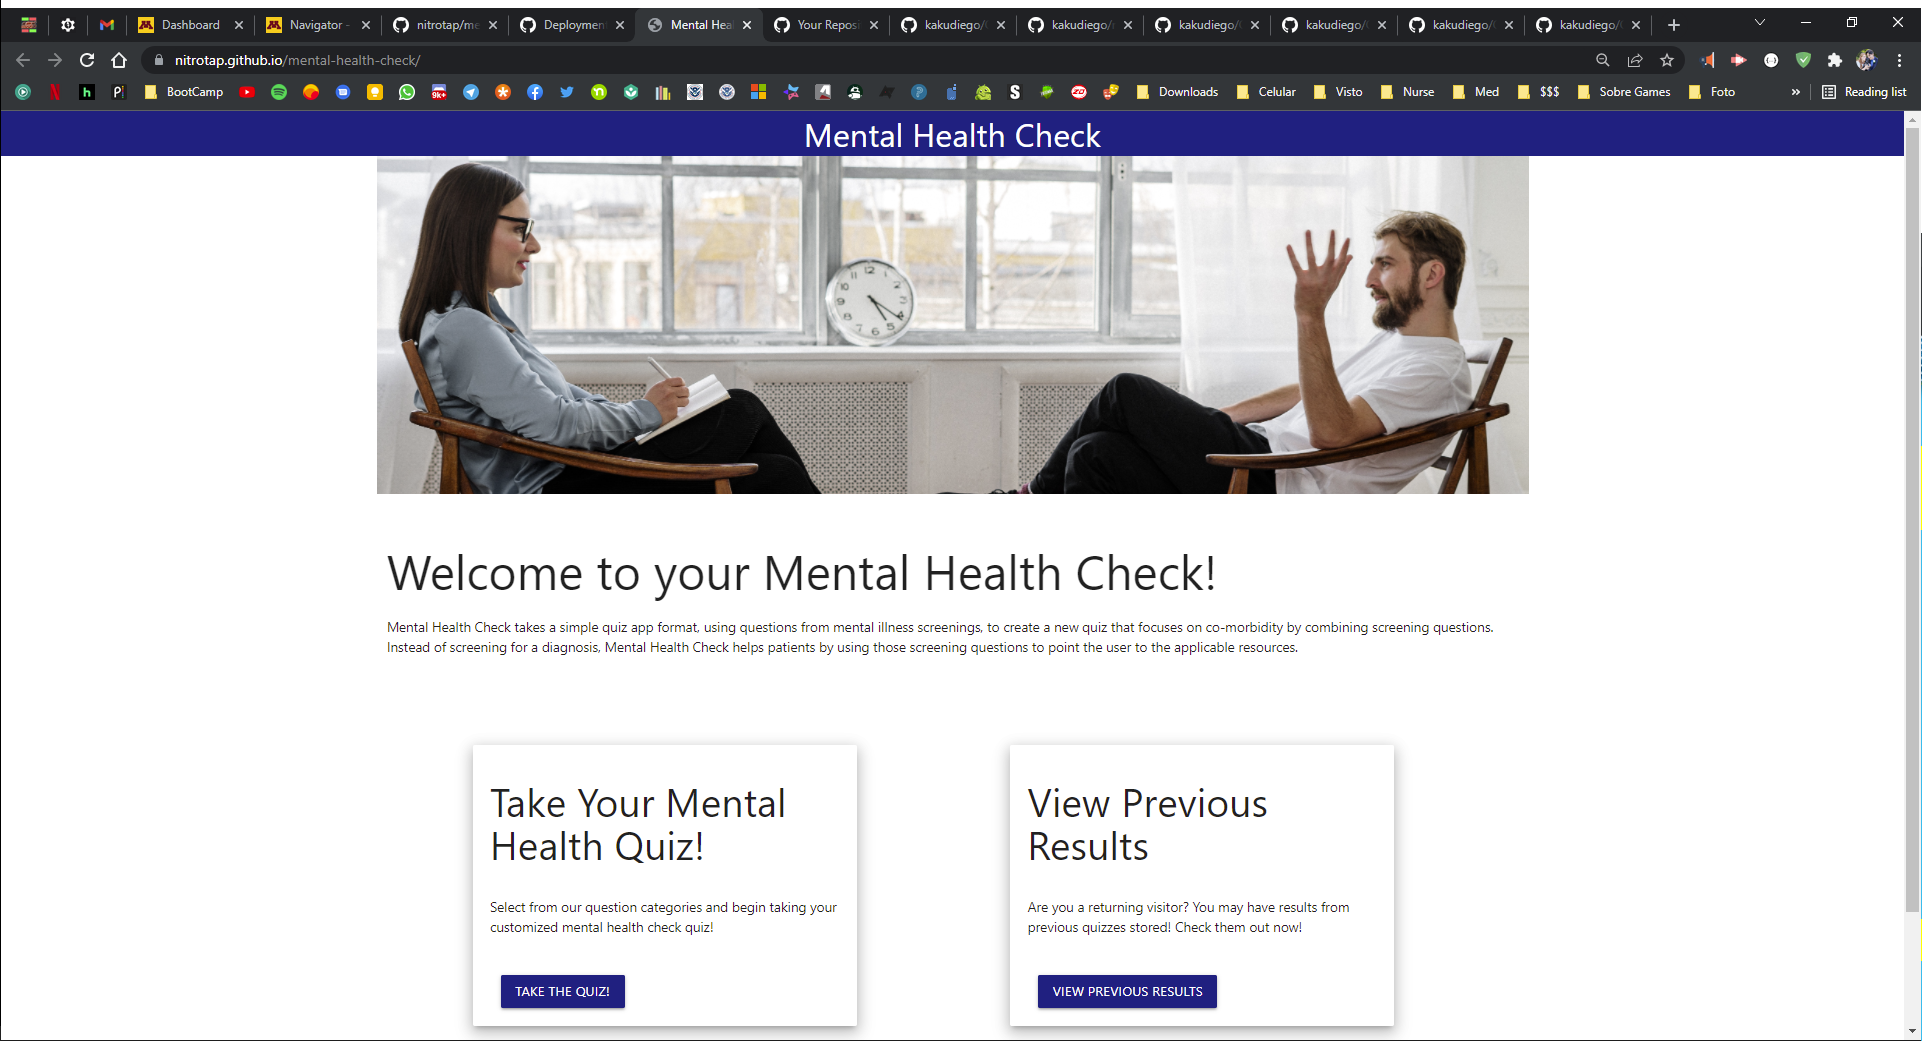 Dashboard
Navigator -
nitrotap/me
Deploymen
Mental Hea
Your Reposi
kakudiego/
kakudiego/
kakudiego/
kakudiego/
kakudiego/
kakudiego/
nitrotap.github.io/mental-health-check/
BootCamp
9k+
Downloads
Celular
Visto
Nurse
Med
$$$
Sobre Games
Foto
»
Reading list
Mental Health Check
12
Welcome to your Mental Health Check!
Mental Health Check takes a simple quiz app format, using questions from mental illness screenings, to create a new quiz that focuses on co-morbidity by combining screening questions.
Instead of screening for a diagnosis, Mental Health Check helps patients by using those screening questions to point the user to the applicable resources.
Take Your Mental
Health Quiz!
Select from our question categories and begin taking your
customized mental health check quiz!
TAKE THE QUIZ!
View Previous
Results
Are you a returning visitor? You may have results from
previous quizzes stored! Check them out now!
VIEW PREVIOUS RESULTS